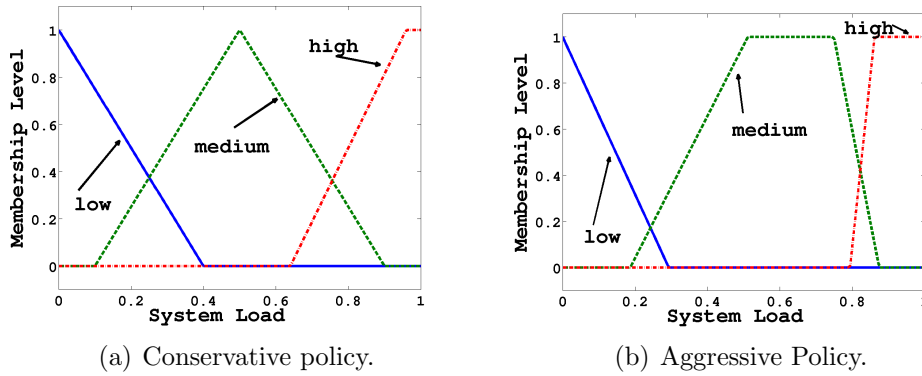 Membership Level
1
0.8
0.6
0.4
0.2
0
high
medium
low
0 0.2 0.4 0.6 0.8 1
System Load
(a) Conservative policy.
Membership Level
1
0.8
0.6
0.4
0.2
0
high
medium
low
0 0.2 0.4 0.6 0.8
System Load
(b) Aggressive Policy.